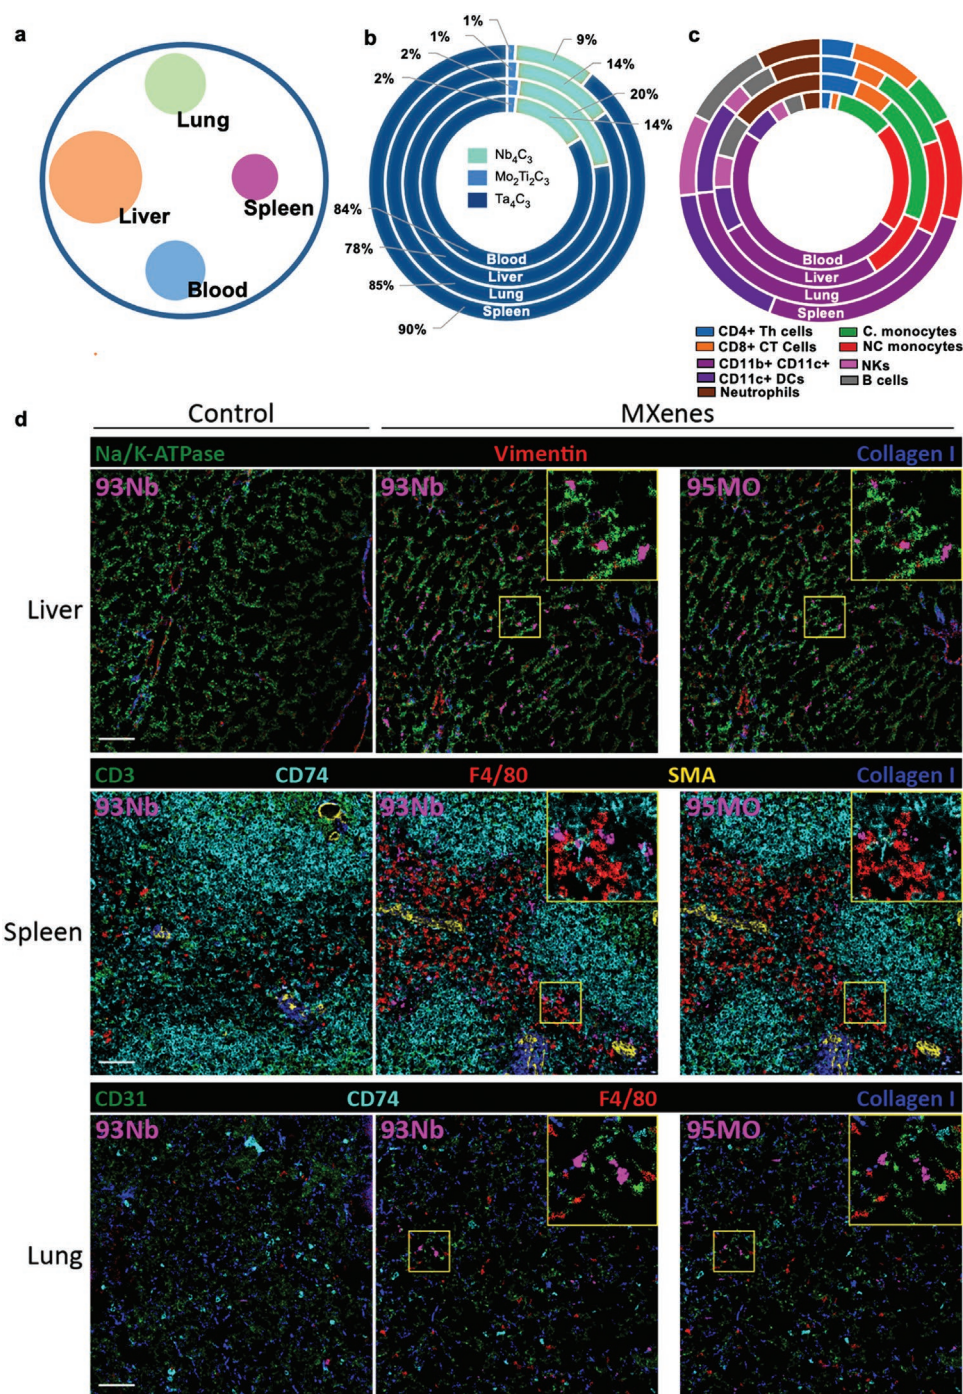 a
Lung
Liver
Spleen
Blood
b
1%
1%
2%
2%
9%
14%
20%
14%
Nb₄C₃
Mo₂Ti₂C₃
Ta₄C₃
84%
78%
85%
90%
Blood
Liver
Lung
Spleen
c
Blood
Liver
Lung
Spleen
CD4+ Th cells
CD8+ CT Cells
CD11b+ CD11c+
CD11c+ DCs
Neutrophils
C. monocytes
NC monocytes
NKs
B cells
d
Control MXenes
Na/K-ATPase Vimentin Collagen I
93Nb 93Nb 95MO
Liver
CD3 CD74 F4/80 SMA Collagen I
93Nb 93Nb 95MO
Spleen
CD31 CD74 F4/80 Collagen I
93Nb 93Nb 95MO
Lung